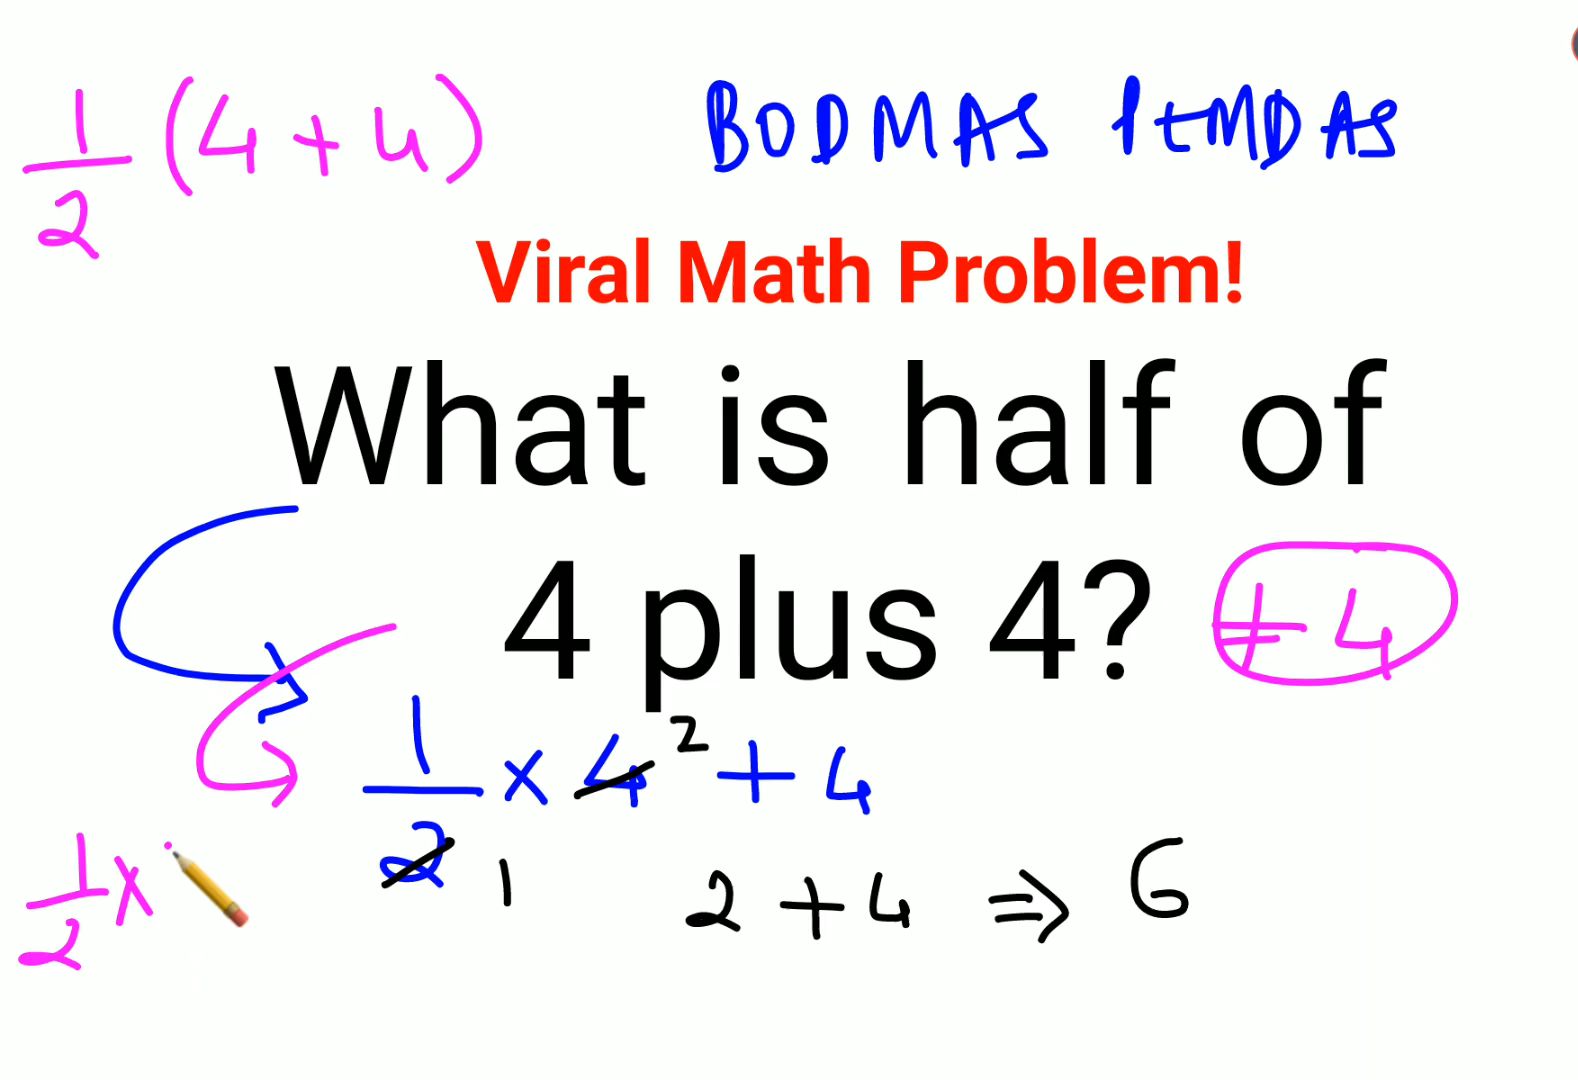 1/2 (4 + 4)
BODMAS PEMDAS
Viral Math Problem!
What is half of
4 plus 4?
+ 4
1/2 × 4 2 + 4
1
1/2 ×
2 + 4 ⇒ 6